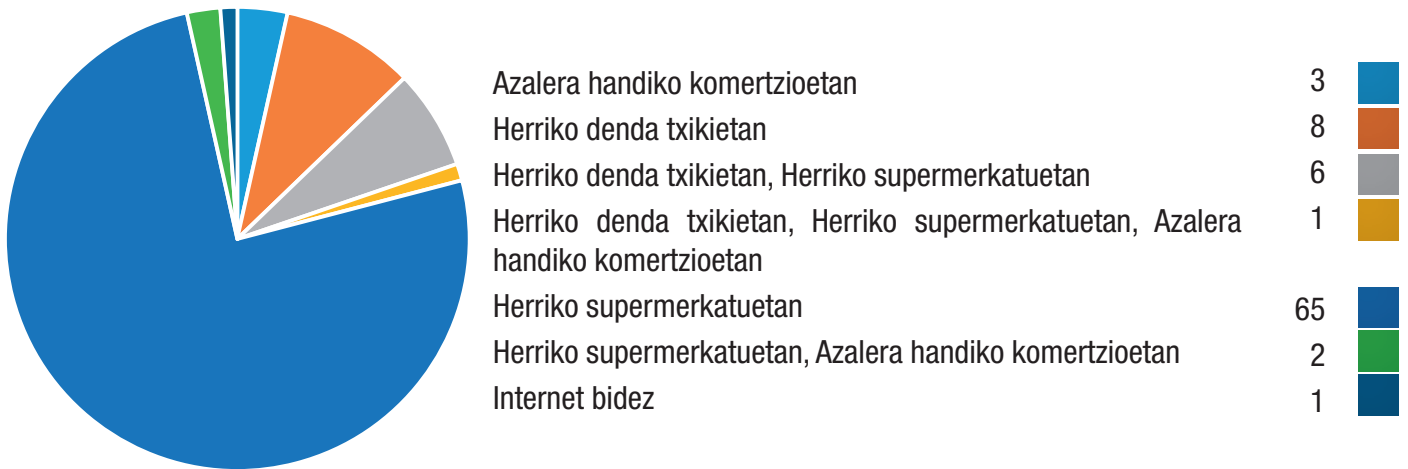 Azalera handiko komertzioetan 3
Herriko denda txikietan 8
Herriko denda txikietan, Herriko supermerkatuetan 6
Herriko denda txikietan, Herriko supermerkatuetan, Azalera 1
handiko komertzioetan
Herriko supermerkatuetan 65
Herriko supermerkatuetan, Azalera handiko komertzioetan 2
Internet bidez 1